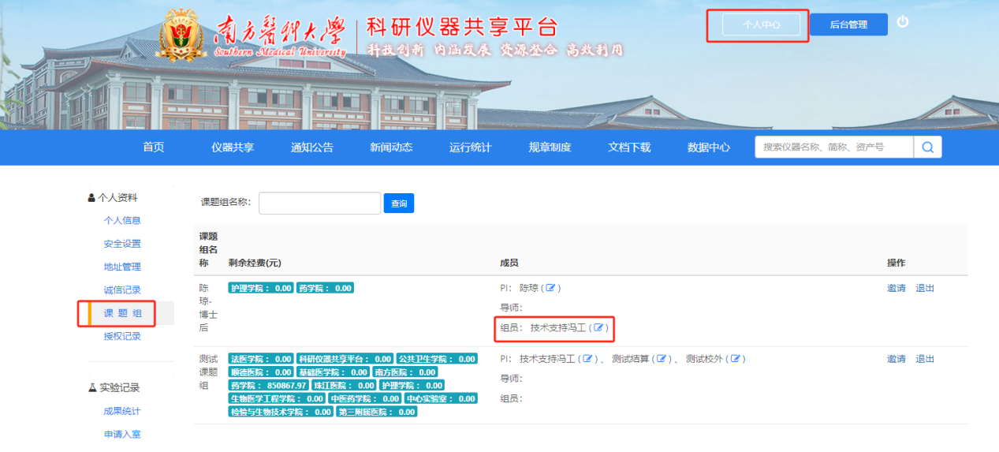 南方医科大学
Southern Medical University
科研仪器共享平台
科技创新 内涵发展 资源整合 高效利用
个人中心
后台管理
首页 仪器共享 通知公告 新闻动态 运行统计 规章制度 文档下载 数据中心 搜索仪器名称、简称、资产号
个人资料
个人信息
安全设置
地址管理
诚信记录
课 题 组
授权记录
实验记录
成果统计
申请入室
课题组名称： 查询
课题
组名
称
剩余经费(元)
成员
操作
陈
琼-
博士
后
护理学院： 0.00 药学院： 0.00
PI： 陈琼 ( )
导师：
组员： 技术支持冯工 ( )
邀请 退出
测试
课题
组
法医学院： 0.00 科研仪器共享平台： 0.00 公共卫生学院： 0.00
顺德医院： 0.00 基础医学院： 0.00 南方医院： 0.00
药学院： 850867.97 珠江医院： 0.00 护理学院： 0.00
生物医学工程学院： 0.00 中医药学院： 0.00 中心实验室： 0.00
检验与生物技术学院： 0.00 第三附属医院： 0.00
PI： 技术支持冯工 ( ) 、 测试结算 ( ) 、 测试校外 ( )
导师：
组员：
邀请 退出